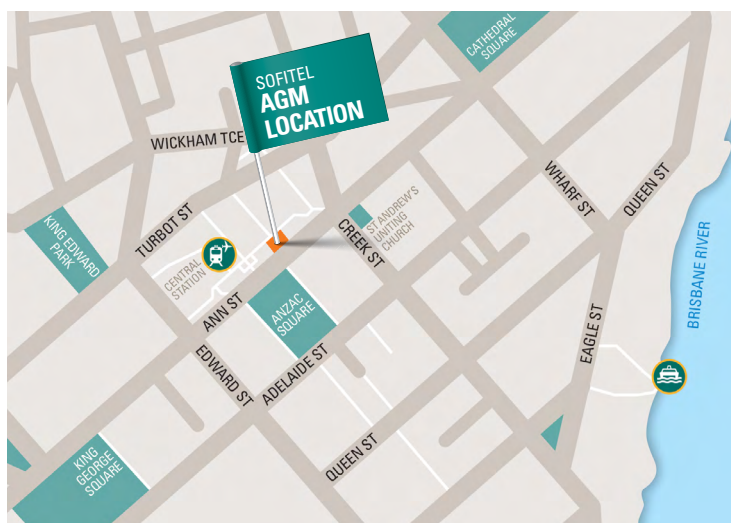 CATHEDRAL
SQUARE
SOFITEL
AGM
LOCATION
WICKHAM TCE
WHARF ST
QUEEN ST
TURBOT ST
KING EDWARD
PARK
ST ANDREW'S
UNITING
CHURCH
CREEK ST
CENTRAL
STATION
BRISBANE RIVER
ANN ST
ANZAC
SQUARE
EAGLE ST
EDWARD ST
ADELAIDE ST
QUEEN ST
KING
GEORGE
SQUARE